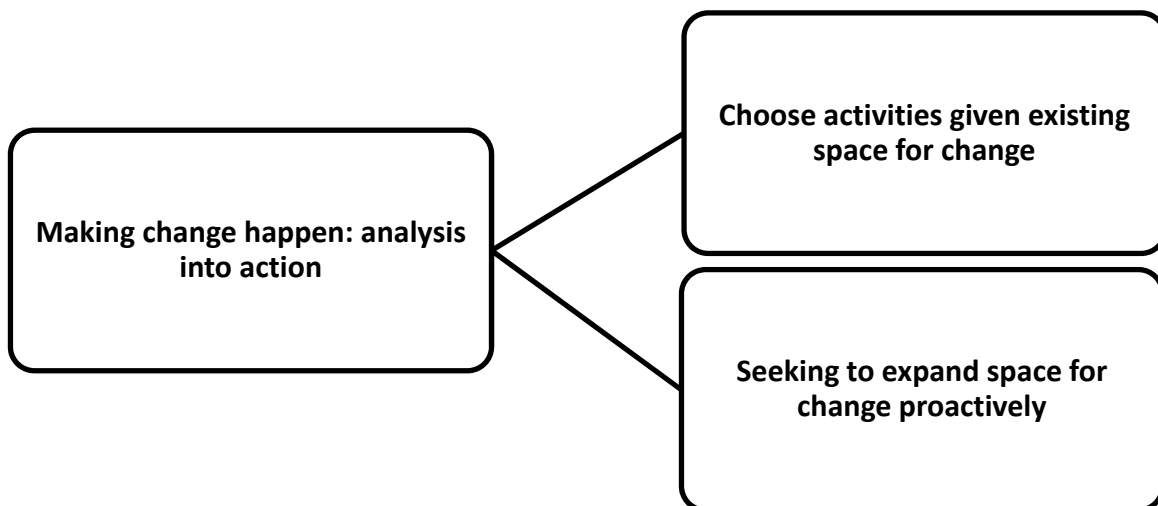 Making change happen: analysis
into action
Choose activities given existing
space for change
Seeking to expand space for
change proactively